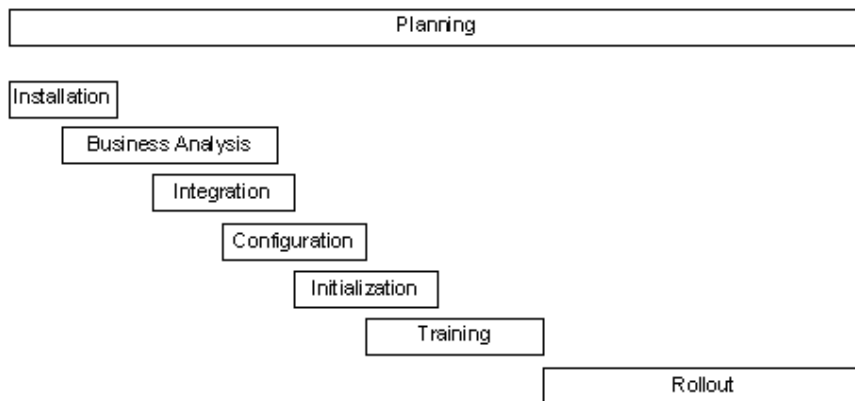 Planning
Installation
Business Analysis
Integration
Configuration
Initialization
Training
Rollout